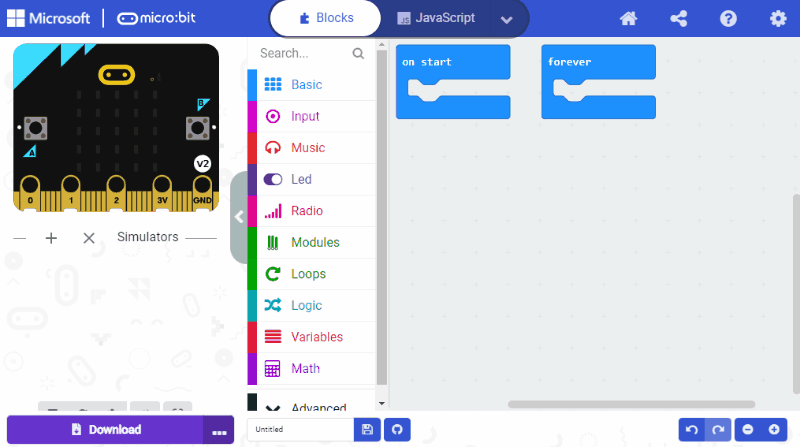 Microsoft
micro:bit
Blocks
JavaScript
Search...
Basic
Input
Music
Led
Radio
Modules
Loops
Logic
Variables
Math
Advanced
on start
forever
B
A
V2
0
1
2
3V
GND
Simulators
Download
Untitled